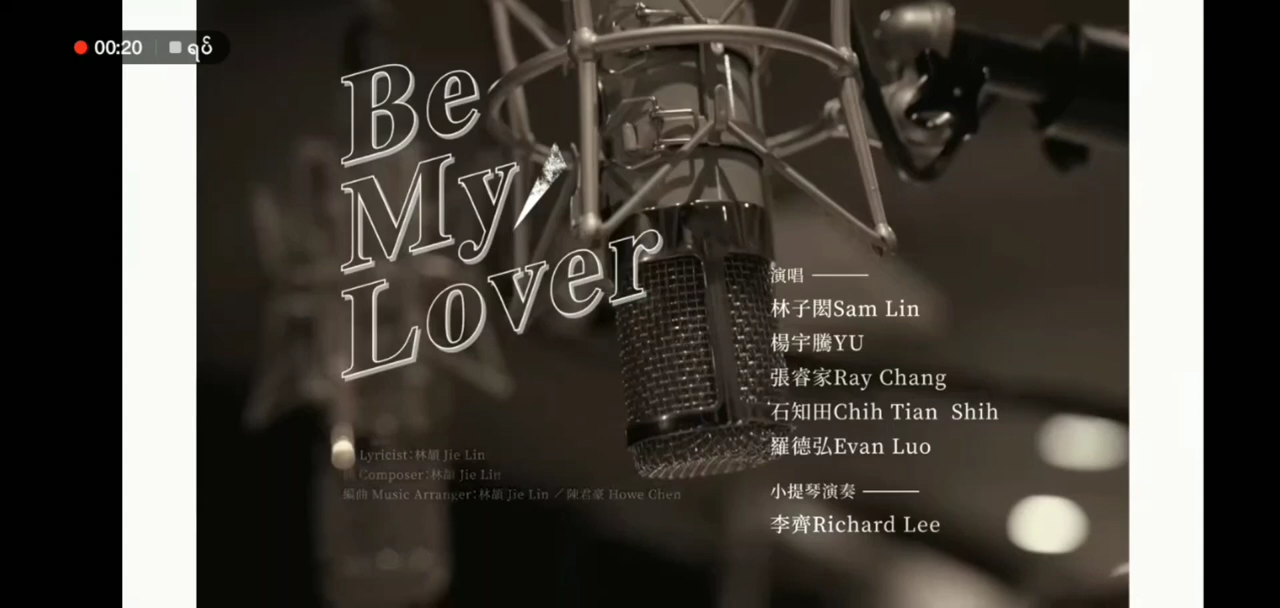 00:20 ရပ်
Be
My
Lover
演唱
林子閎Sam Lin
楊宇騰YU
張睿家Ray Chang
石知田Chih Tian Shih
羅德弘Evan Luo
Lyricist:林頡 Jie Lin
Composer:林頡 Jie Lin
編曲 Music Arranger:林頡 Jie Lin ／陳君豪 Howe Chen
小提琴演奏
李齊Richard Lee